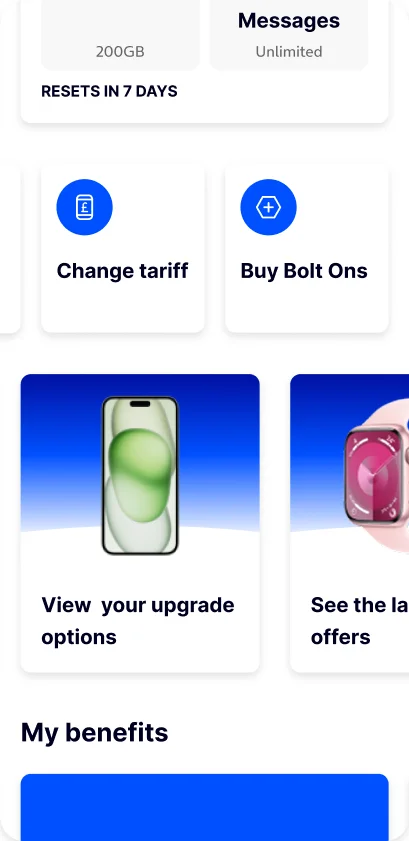 Messages
200GB
Unlimited
RESETS IN 7 DAYS
Change tariff
Buy Bolt Ons
View your upgrade
options
See the la
offers
My benefits